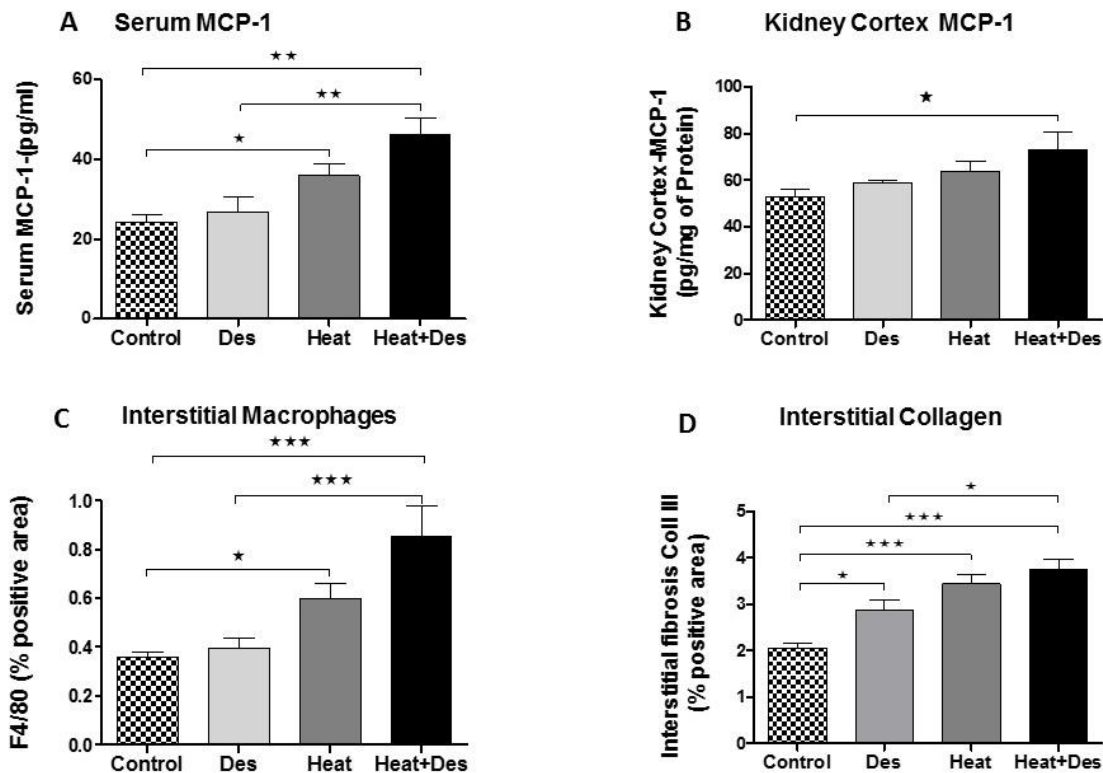 A Serum MCP-1
★★
★★
★
Serum MCP-1-(pg/ml)
60
40
20
0
Control Des Heat Heat+Des
B Kidney Cortex MCP-1
★
Kidney Cortex-MCP-1
(pg/mg of Protein)
100
80
60
40
20
0
Control Des Heat Heat+Des
C Interstitial Macrophages
★★★
★★★
★
F4/80 (% positive area)
1.0
0.8
0.6
0.4
0.2
0.0
Control Des Heat Heat+Des
D Interstitial Collagen
★
★★★
★★★
★
Interstitial fibrosis Coll III
(% positive area)
5
4
3
2
1
0
Control Des Heat Heat+Des